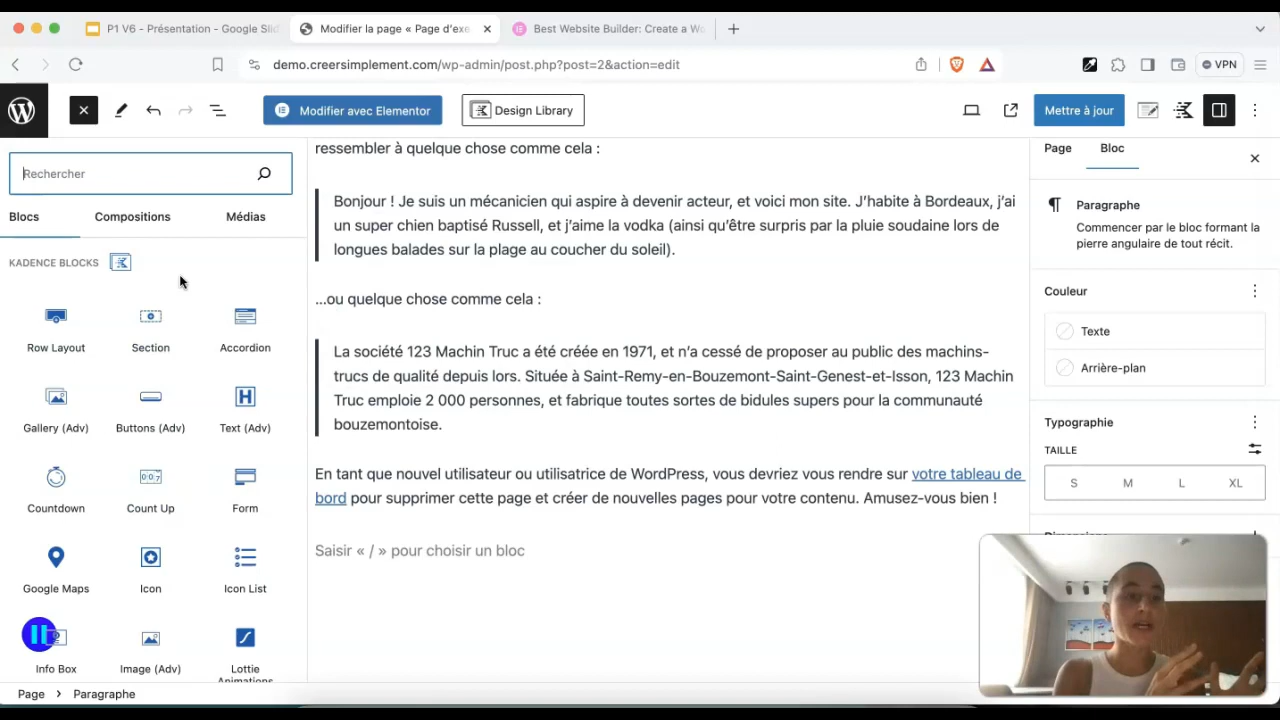 P1 V6 - Présentation - Google Slid
Modifier la page « Page d'exe
Best Website Builder: Create a Wo
demo.creersimplement.com/wp-admin/post.php?post=2&action=edit
VPN
Modifier avec Elementor
Design Library
Mettre à jour
Rechercher
Blocs
Compositions
Médias
KADENCE BLOCKS
Row Layout
Section
Accordion
Gallery (Adv)
Buttons (Adv)
Text (Adv)
Countdown
Count Up
Form
Google Maps
Icon
Icon List
Info Box
Image (Adv)
Lottie
Animations
ressembler à quelque chose comme cela :
Bonjour ! Je suis un mécanicien qui aspire à devenir acteur, et voici mon site. J'habite à Bordeaux, j'ai
un super chien baptisé Russell, et j'aime la vodka (ainsi qu'être surpris par la pluie soudaine lors de
longues balades sur la plage au coucher du soleil).
...ou quelque chose comme cela :
La société 123 Machin Truc a été créée en 1971, et n'a cessé de proposer au public des machins-
trucs de qualité depuis lors. Située à Saint-Remy-en-Bouzemont-Saint-Genest-et-Isson, 123 Machin
Truc emploie 2 000 personnes, et fabrique toutes sortes de bidules supers pour la communauté
bouzemontoise.
En tant que nouvel utilisateur ou utilisatrice de WordPress, vous devriez vous rendre sur votre tableau de
bord pour supprimer cette page et créer de nouvelles pages pour votre contenu. Amusez-vous bien !
Saisir « / » pour choisir un bloc
Page
Bloc
Paragraphe
Commencer par le bloc formant la
pierre angulaire de tout récit.
Couleur
Texte
Arrière-plan
Typographie
TAILLE
S M L XL
Dimensions
Page > Paragraphe